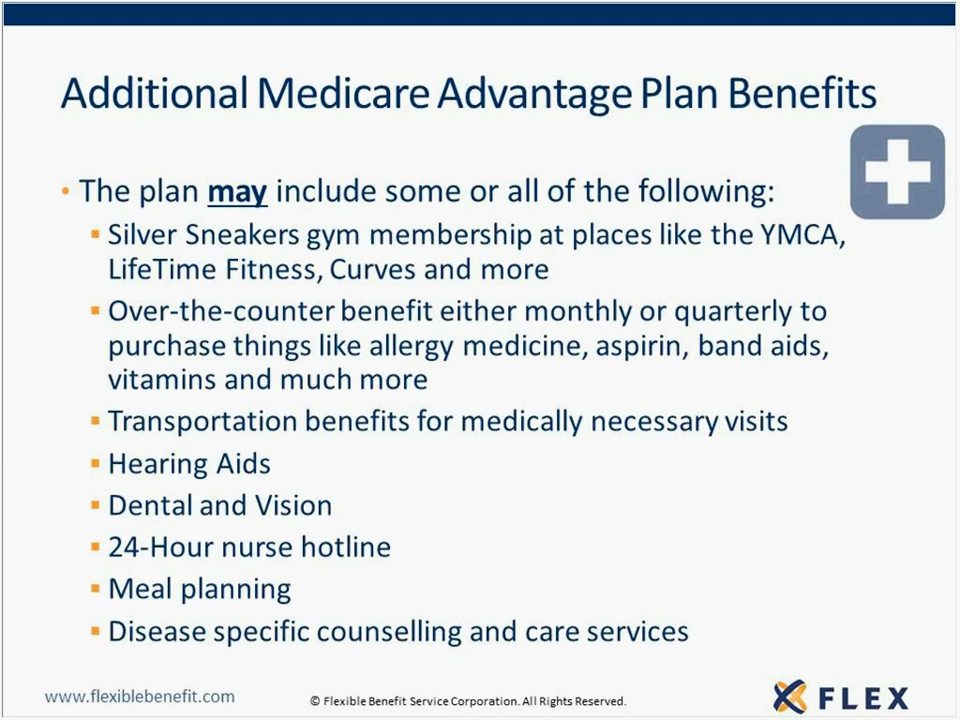 Additional Medicare Advantage Plan Benefits
• The plan may include some or all of the following:
▪ Silver Sneakers gym membership at places like the YMCA,
LifeTime Fitness, Curves and more
▪ Over-the-counter benefit either monthly or quarterly to
purchase things like allergy medicine, aspirin, band aids,
vitamins and much more
▪ Transportation benefits for medically necessary visits
▪ Hearing Aids
▪ Dental and Vision
▪ 24-Hour nurse hotline
▪ Meal planning
▪ Disease specific counselling and care services
www.flexiblebenefit.com
© Flexible Benefit Service Corporation. All Rights Reserved.
FLEX